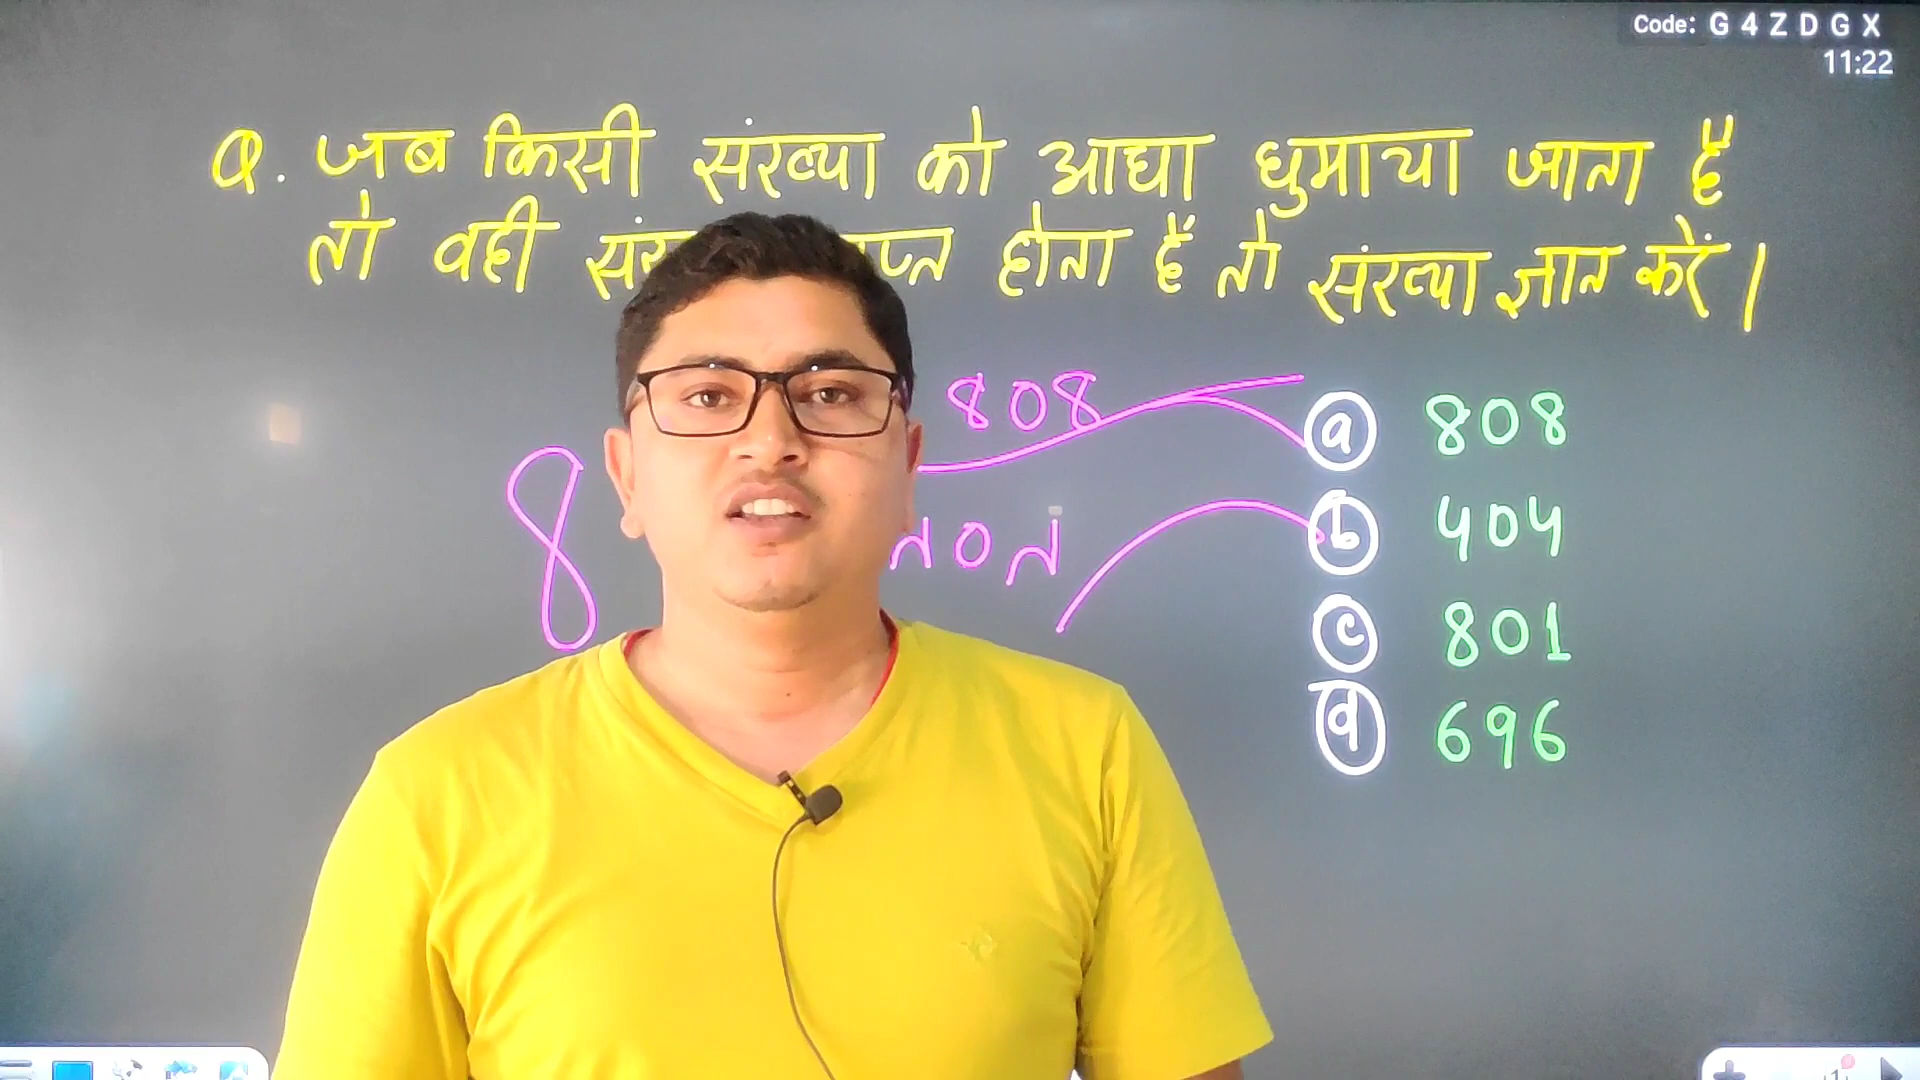 Code: G 4 Z D G X
11:22
Q. जब किसी संख्या को आधा घुमाया जाता है
तो वही होता है तो संख्या ज्ञात करें।
808
8
ⓐ 808
ⓑ 404
ⓒ 801
ⓓ 696